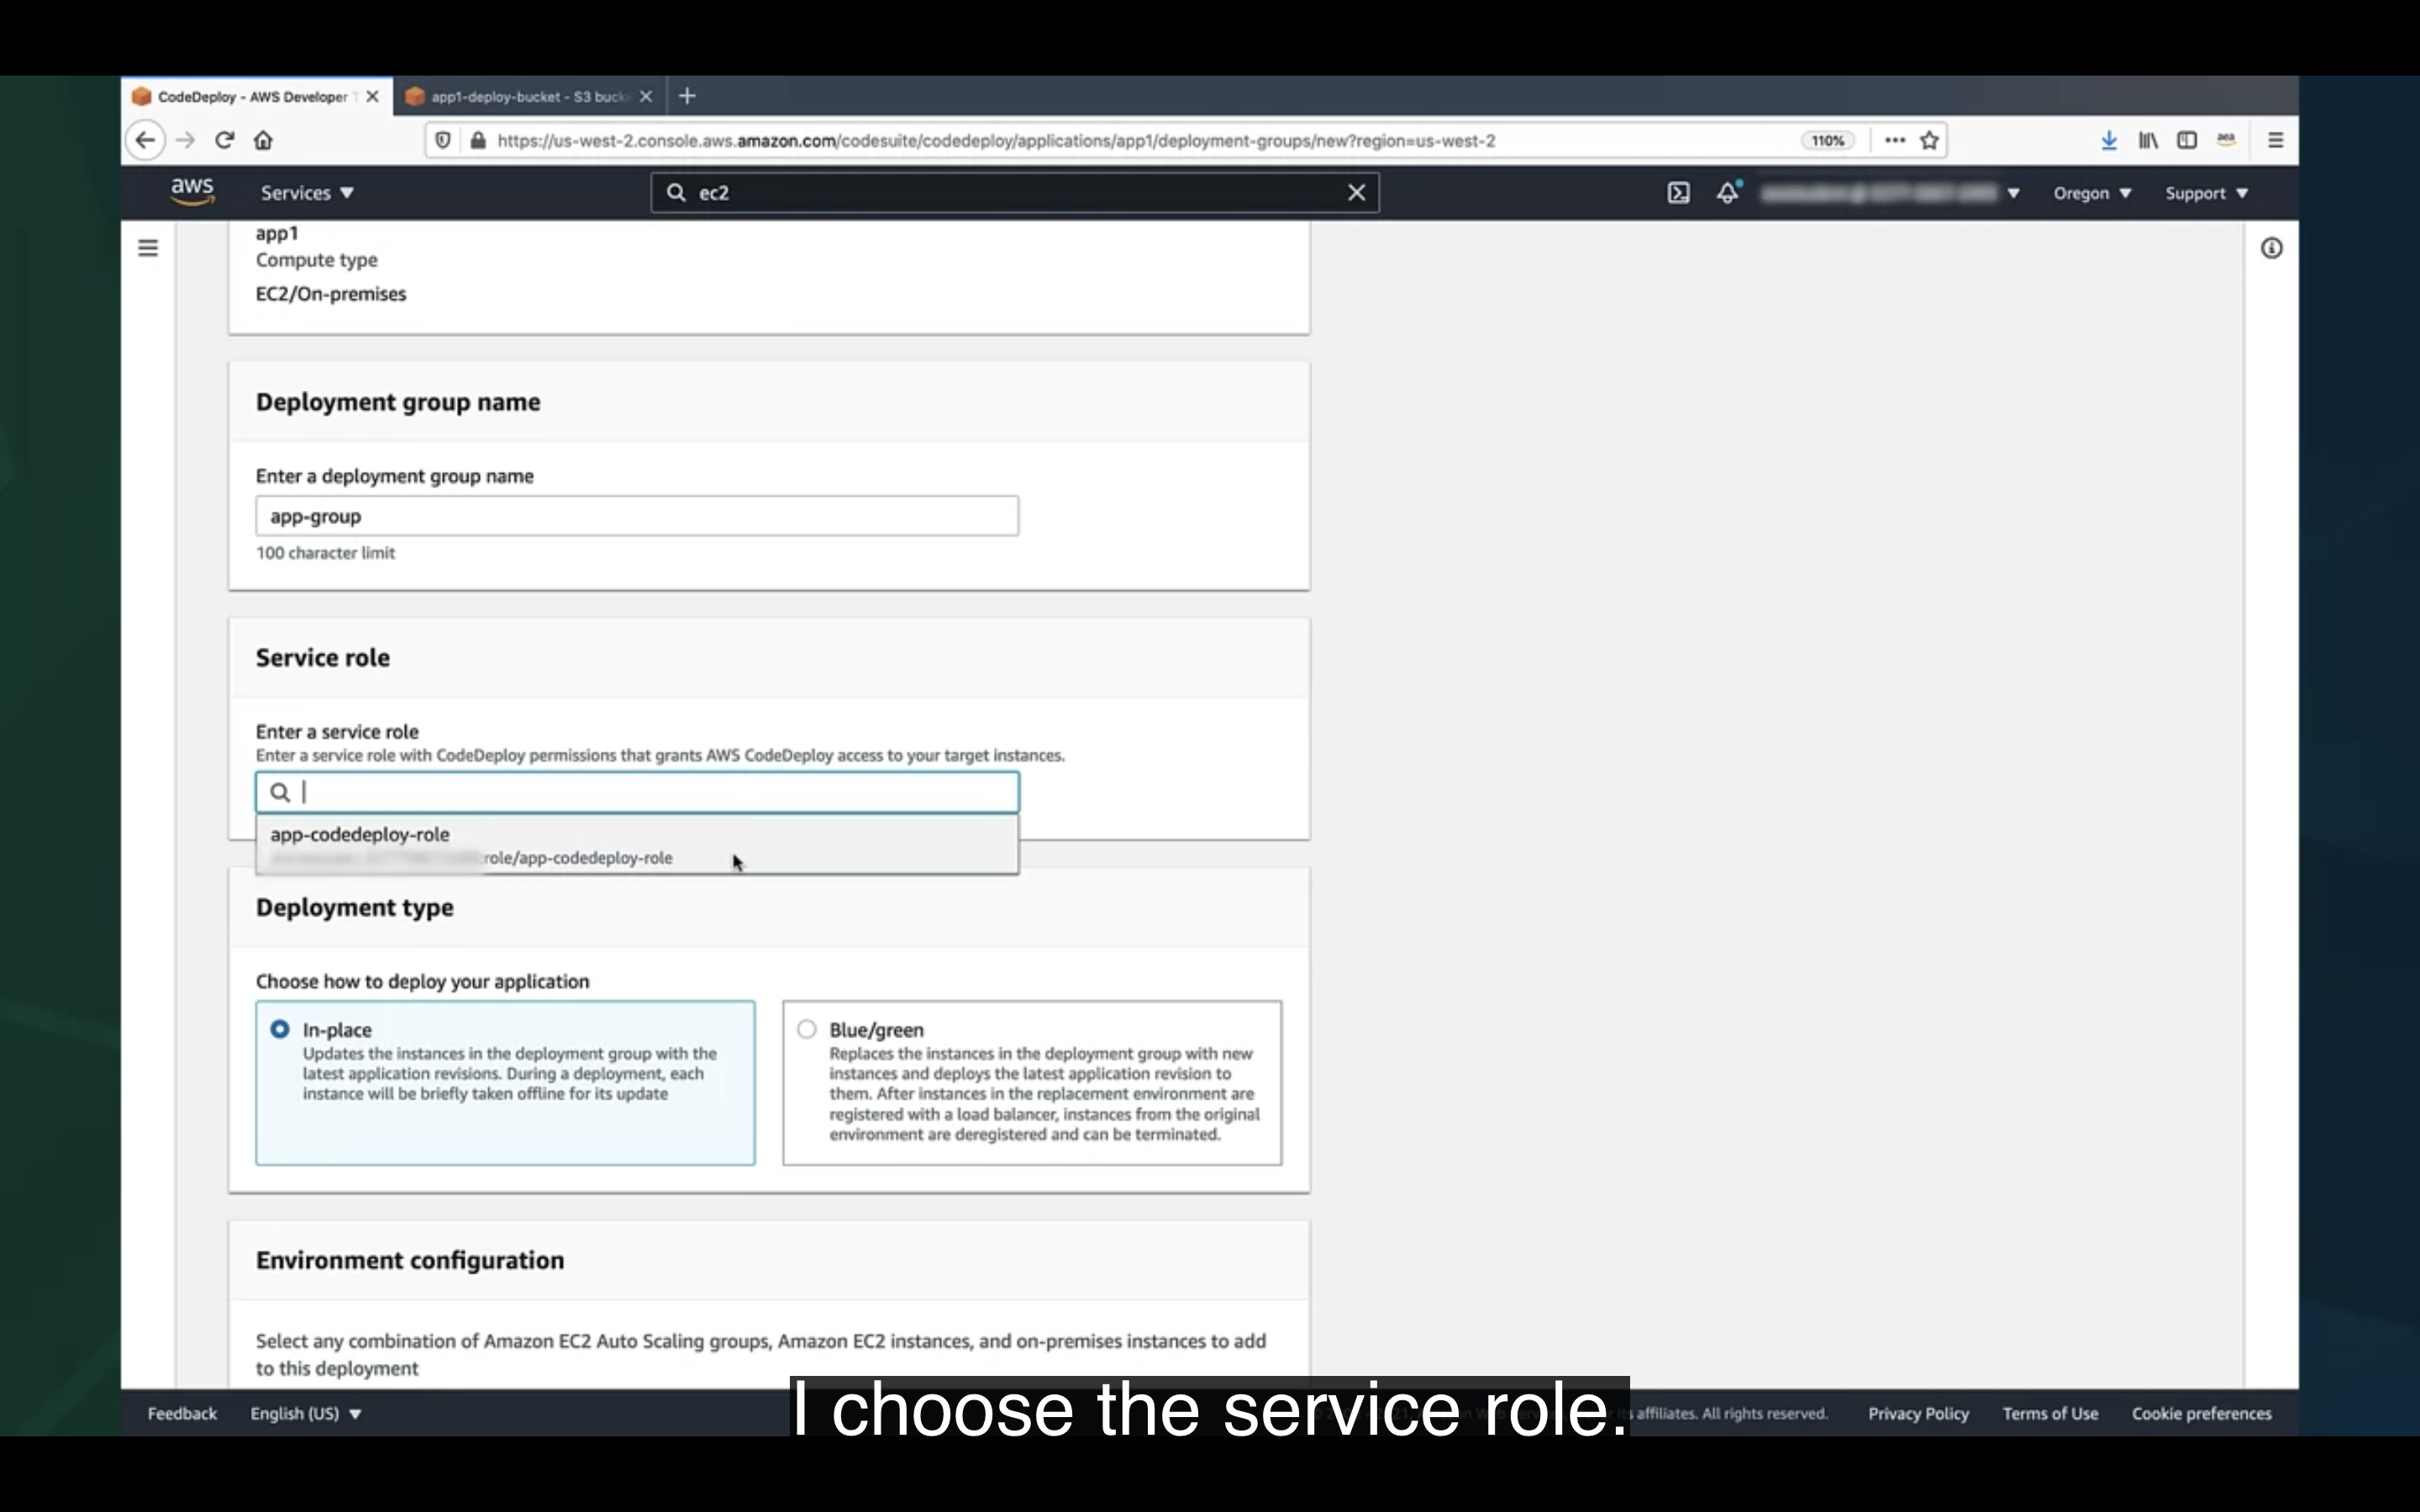 CodeDeploy - AWS Developer
app1-deploy-bucket - S3
https://us-west-2.console.aws.amazon.com/codesuite/codedeploy/applications/app1/deployment-groups/new?region=us-west-2
110%
aws
Services
ec2
Oregon
Support
app1
Compute type
EC2/On-premises
Deployment group name
Enter a deployment group name
app-group
100 character limit
Service role
Enter a service role
Enter a service role with CodeDeploy permissions that grants AWS CodeDeploy access to your target instances.
app-codedeploy-role
:role/app-codedeploy-role
Deployment type
Choose how to deploy your application
In-place
Updates the instances in the deployment group with the
latest application revisions. During a deployment, each
instance will be briefly taken offline for its update
Blue/green
Replaces the instances in the deployment group with new
instances and deploys the latest application revision to
them. After instances in the replacement environment are
registered with a load balancer, instances from the original
environment are deregistered and can be terminated.
Environment configuration
Select any combination of Amazon EC2 Auto Scaling groups, Amazon EC2 instances, and on-premises instances to add
to this deployment
I choose the service role.
Feedback
English (US)
affiliates. All rights reserved.
Privacy Policy
Terms of Use
Cookie preferences